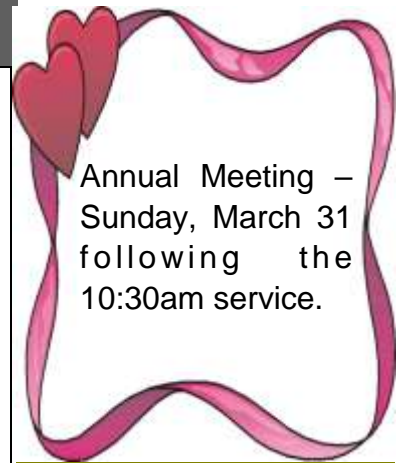 Annual Meeting –
Sunday, March 31
following the
10:30am service.